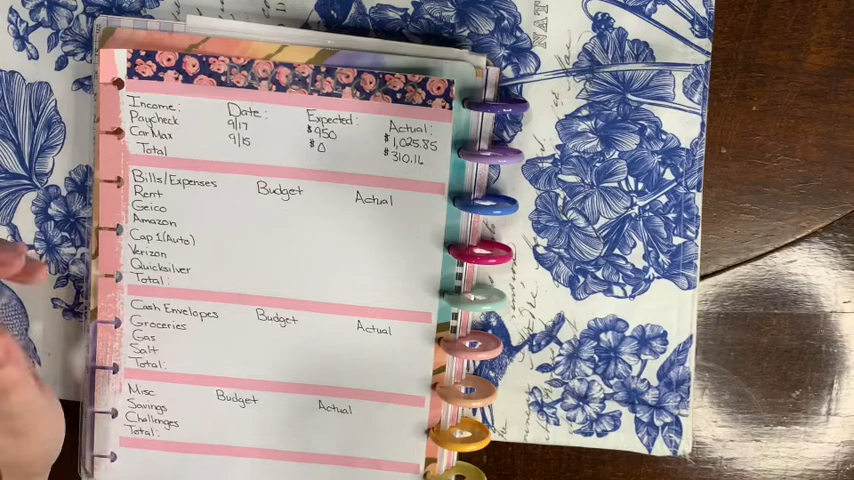 NAT
Income: Date: Expected: Actual:
Paycheck 9/17 $950 $1,025.85
CarMax 9/15 $0 $310.16
Total
Bills/Expenses Budget Actual
Rent
Geico
Amazon
Cap 1(Auto)
Verizon
Quicksilver
Total:
Cash Envelopes Budget Actual
Groceries
Gas
Salt
Total:
Misc Budget Actual
Savings
Challenges
Total: